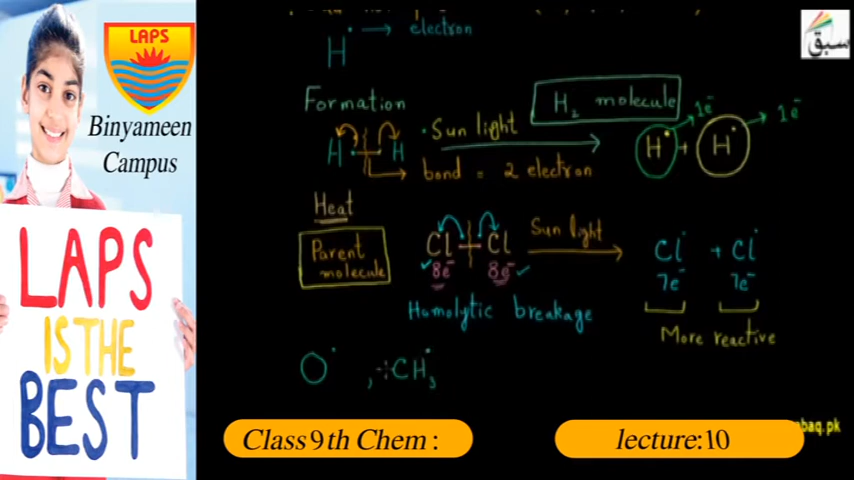 LAPS
Binyameen
Campus
LAPS
IS THE
BEST
H• → electron
Formation
H₂ molecule
سبق
H • H
• Sun light
bond = 2 electron
H• + H•
1e⁻
1e⁻
Heat
Parent
molecule
Cl Cl
8e⁻ 8e⁻
Sun light
Cl• + Cl•
7e⁻ 7e⁻
Homolytic breakage
More reactive
O• , CH₃
Class 9th Chem :
lecture:10
baq.pk